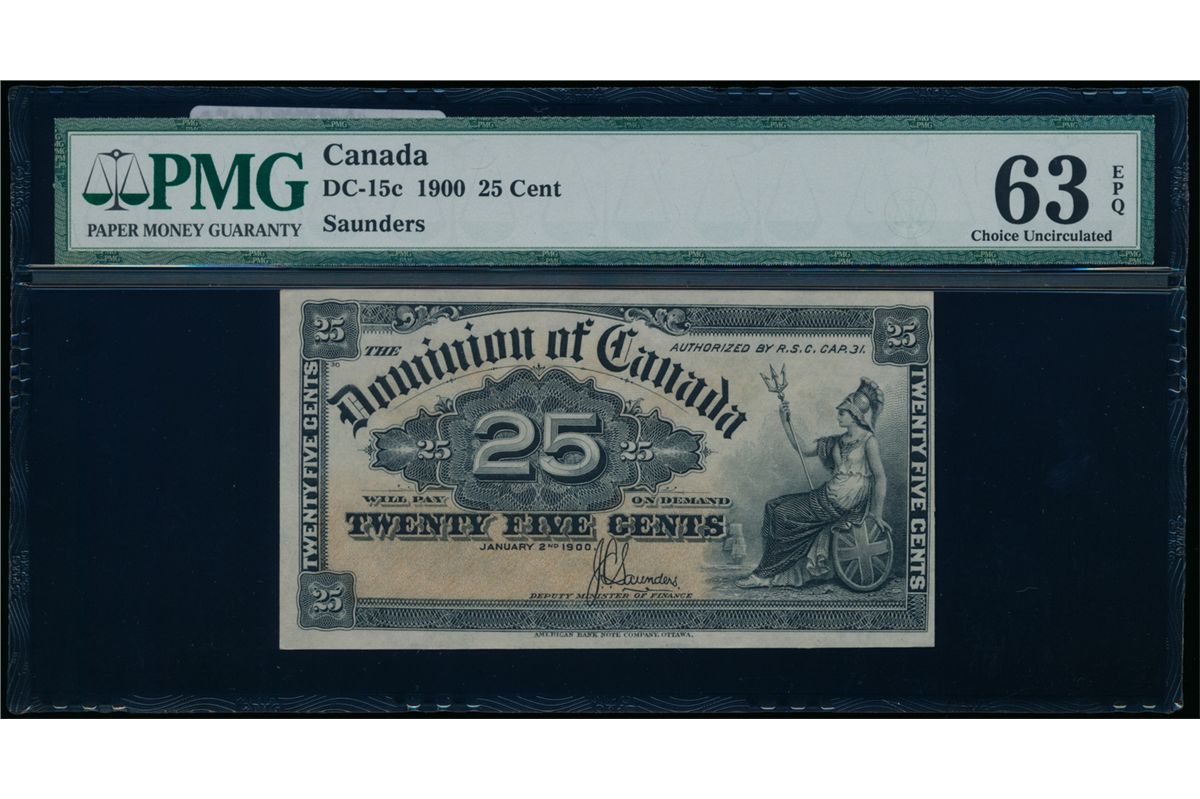 PMG
PAPER MONEY GUARANTY
Canada
DC-15c 1900 25 Cent
Saunders
63
EPQ
Choice Uncirculated
25
25
THE
Dominion of Canada
AUTHORIZED BY R.S.C. CAP. 31.
TWENTY FIVE CENTS
25
25
25
TWENTY FIVE CENTS
WILL PAY ON DEMAND
TWENTY FIVE CENTS
JANUARY 2ND 1900
J C Saunders
DEPUTY MINISTER OF FINANCE
25
AMERICAN BANK NOTE COMPANY, OTTAWA.